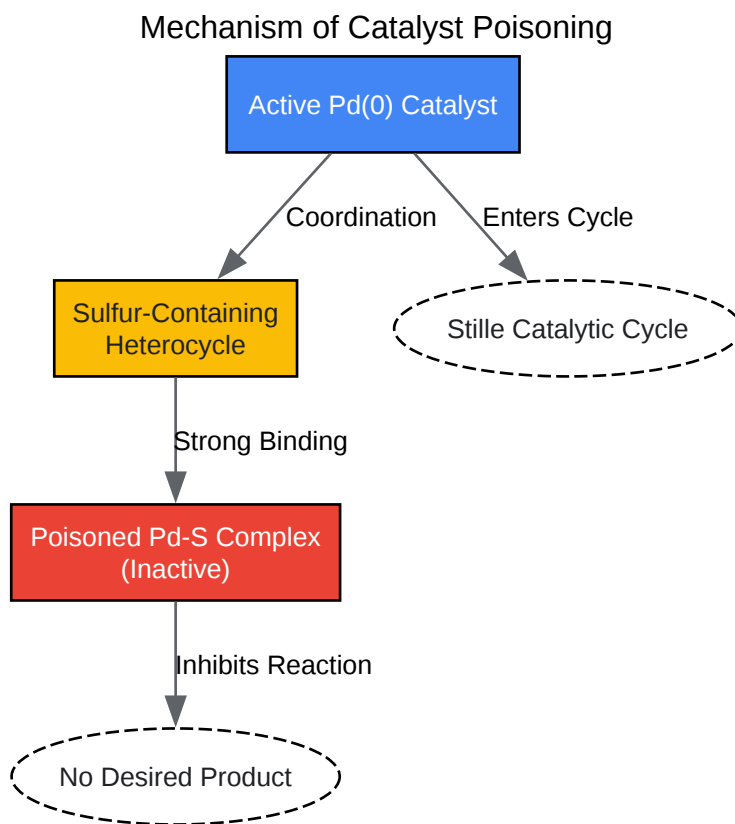 Mechanism of Catalyst Poisoning
Active Pd(0) Catalyst
Coordination
Enters Cycle
Sulfur-Containing
Heterocycle
Stille Catalytic Cycle
Strong Binding
Poisoned Pd-S Complex
(Inactive)
Inhibits Reaction
No Desired Product